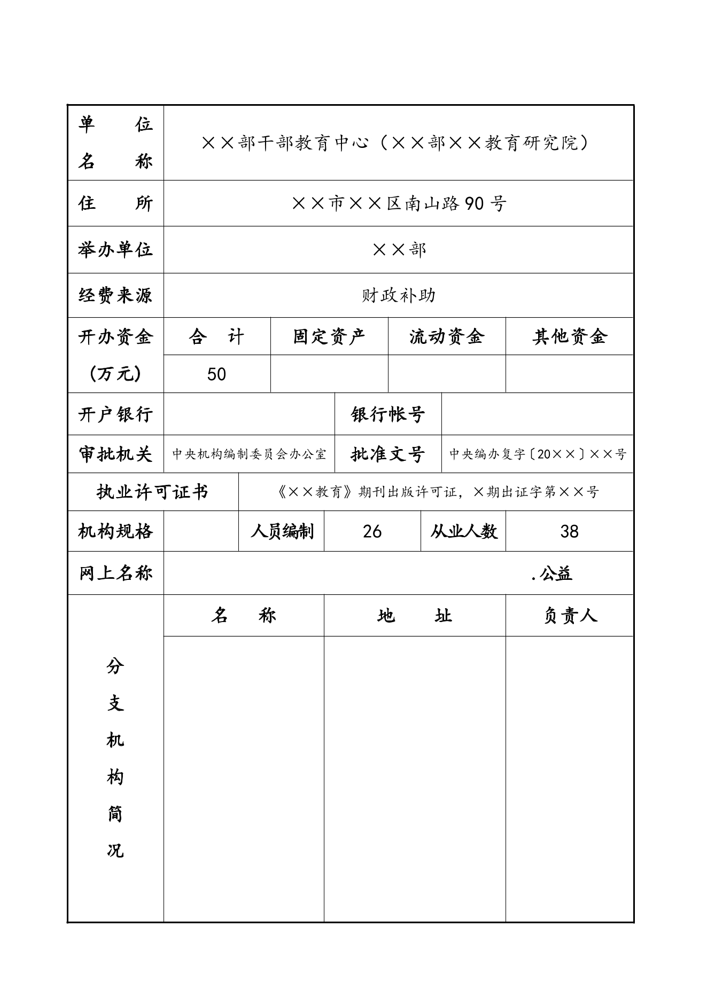 单 位
名 称
××部干部教育中心（××部××教育研究院）
住 所
××市××区南山路 90 号
举办单位
××部
经费来源
财政补助
开办资金
(万元)
合 计
固定资产
流动资金
其他资金
50
开户银行
银行帐号
审批机关
中央机构编制委员会办公室
批准文号
中央编办复字〔20××〕××号
执业许可证书
《××教育》期刊出版许可证，×期出证字第××号
机构规格
人员编制
26
从业人数
38
网上名称
.公益
分
支
机
构
简
况
名 称
地 址
负责人